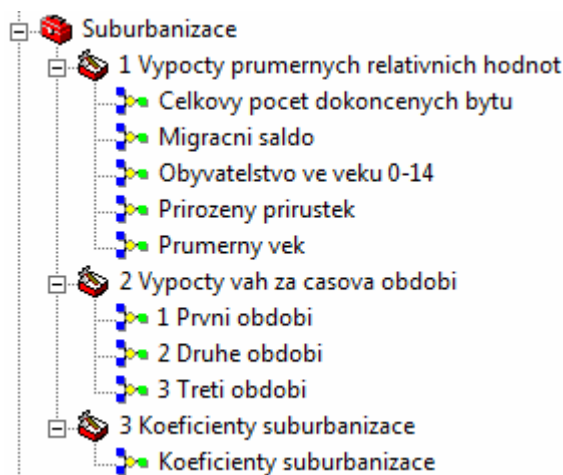 Suburbanizace
1 Vypocty prumernych relativnich hodnot
Celkovy pocet dokoncenych bytu
Migracni saldo
Obyvatelstvo ve veku 0-14
Prirozeny prirustek
Prumerny vek
2 Vypocty vah za casova obdobi
1 Prvni obdobi
2 Druhe obdobi
3 Treti obdobi
3 Koeficienty suburbanizace
Koeficienty suburbanizace